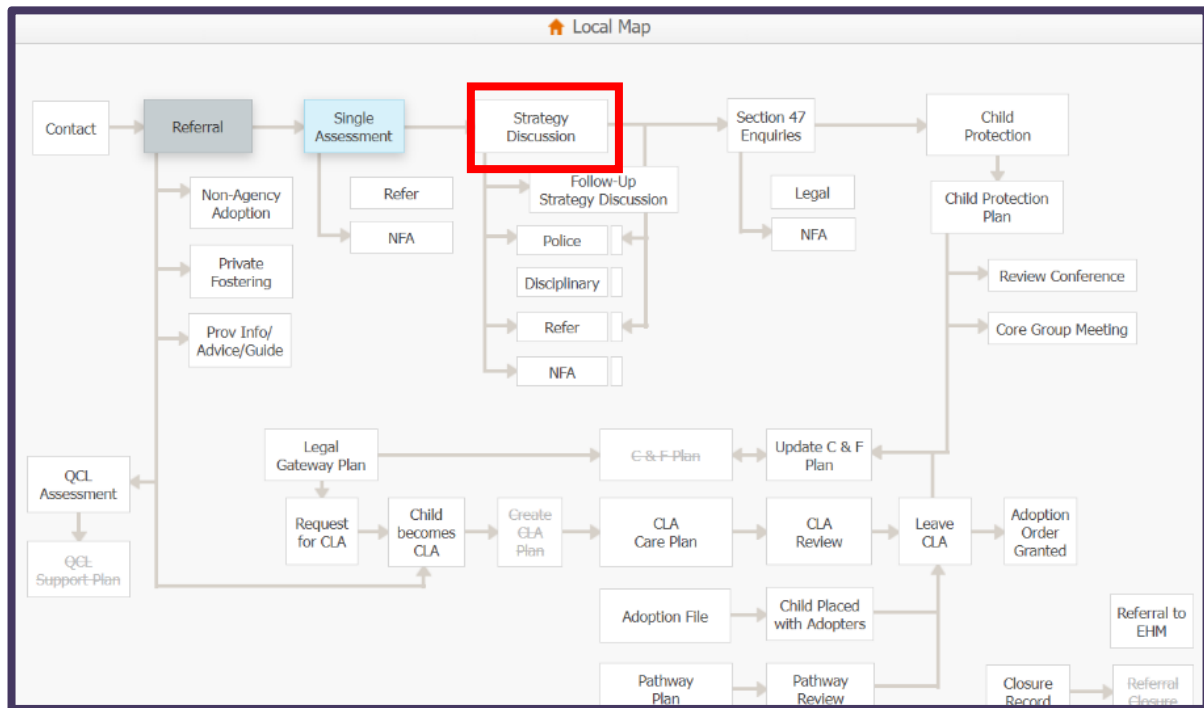 Local Map
Contact
Referral
Single
Assessment
Strategy
Discussion
Section 47
Enquiries
Child
Protection
Non-Agency
Adoption
Refer
Follow-Up
Strategy Discussion
Legal
Child Protection
Plan
NFA
Police
NFA
Private
Fostering
Disciplinary
Review Conference
Prov Info/
Advice/Guide
Refer
Core Group Meeting
NFA
Legal
Gateway Plan
C & F Plan
Update C & F
Plan
QCL
Assessment
Request
for CLA
Child
becomes
CLA
Create
CLA
Plan
CLA
Care Plan
CLA
Review
Leave
CLA
Adoption
Order
Granted
QCL
Support Plan
Adoption File
Child Placed
with Adopters
Referral to
EHM
Pathway
Plan
Pathway
Review
Closure
Record
Referral
Closure